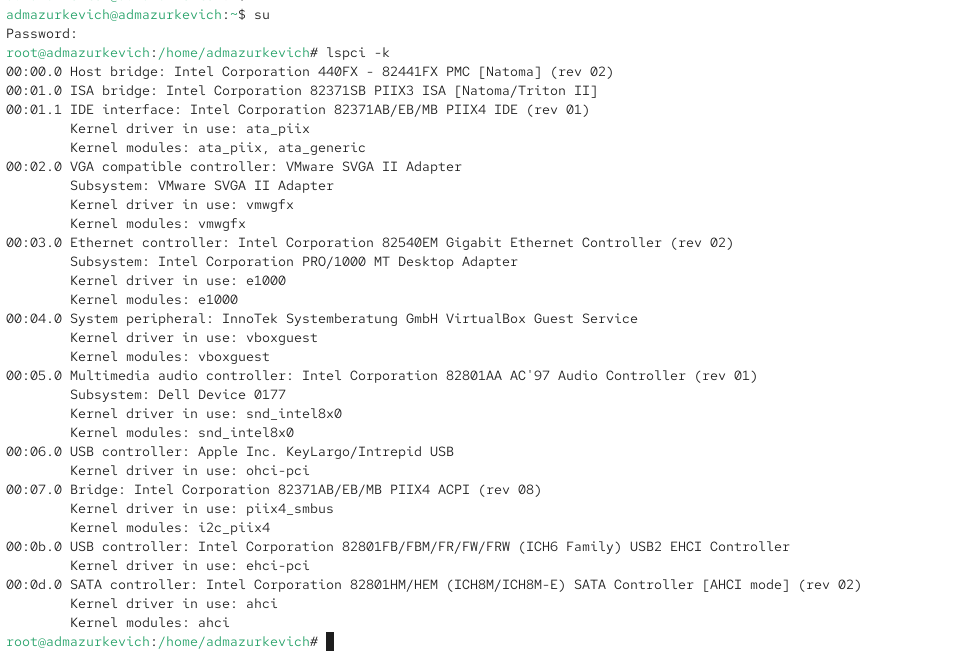 admazurkevich@admazurkevich:~$ su
Password:
root@admazurkevich:/home/admazurkevich# lspci -k
00:00.0 Host bridge: Intel Corporation 440FX - 82441FX PMC [Natoma] (rev 02)
00:01.0 ISA bridge: Intel Corporation 82371SB PIIX3 ISA [Natoma/Triton II]
00:01.1 IDE interface: Intel Corporation 82371AB/EB/MB PIIX4 IDE (rev 01)
        Kernel driver in use: ata_piix
        Kernel modules: ata_piix, ata_generic
00:02.0 VGA compatible controller: VMware SVGA II Adapter
        Subsystem: VMware SVGA II Adapter
        Kernel driver in use: vmwgfx
        Kernel modules: vmwgfx
00:03.0 Ethernet controller: Intel Corporation 82540EM Gigabit Ethernet Controller (rev 02)
        Subsystem: Intel Corporation PRO/1000 MT Desktop Adapter
        Kernel driver in use: e1000
        Kernel modules: e1000
00:04.0 System peripheral: InnoTek Systemberatung GmbH VirtualBox Guest Service
        Kernel driver in use: vboxguest
        Kernel modules: vboxguest
00:05.0 Multimedia audio controller: Intel Corporation 82801AA AC'97 Audio Controller (rev 01)
        Subsystem: Dell Device 0177
        Kernel driver in use: snd_intel8x0
        Kernel modules: snd_intel8x0
00:06.0 USB controller: Apple Inc. KeyLargo/Intrepid USB
        Kernel driver in use: ohci-pci
00:07.0 Bridge: Intel Corporation 82371AB/EB/MB PIIX4 ACPI (rev 08)
        Kernel driver in use: piix4_smbus
        Kernel modules: i2c_piix4
00:0b.0 USB controller: Intel Corporation 82801FB/FBM/FR/FW/FRW (ICH6 Family) USB2 EHCI Controller
        Kernel driver in use: ehci-pci
00:0d.0 SATA controller: Intel Corporation 82801HM/HEM (ICH8M/ICH8M-E) SATA Controller [AHCI mode] (rev 02)
        Kernel driver in use: ahci
        Kernel modules: ahci
root@admazurkevich:/home/admazurkevich#